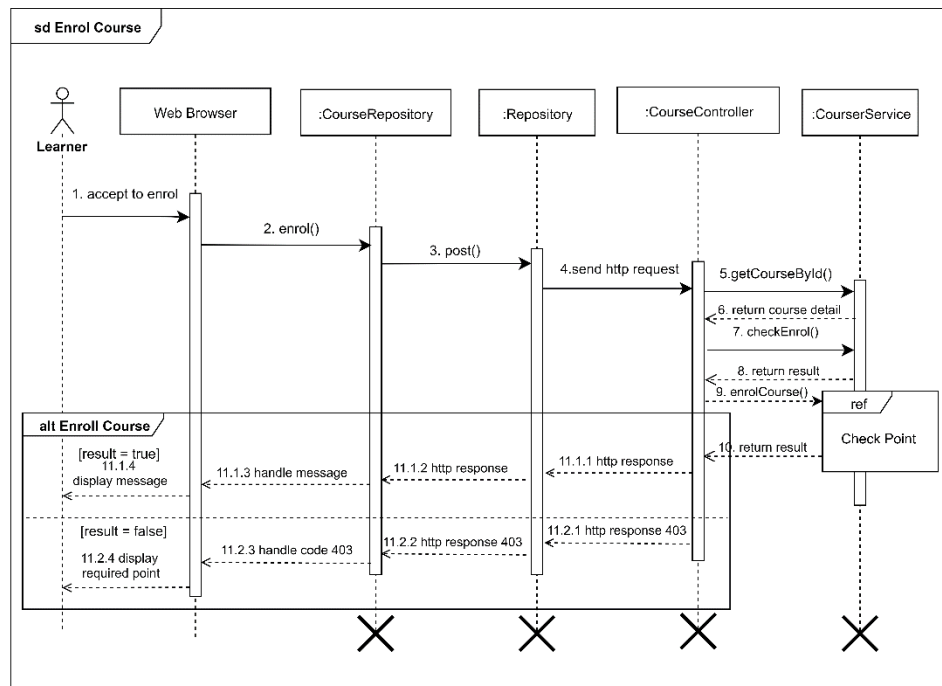 sd Enrol Course
Learner
Web Browser
:CourseRepository
:Repository
:CourseController
:CourserService
1. accept to enrol
2. enrol()
3. post()
4.send http request
5.getCourseById()
6. return course detail
7. checkEnrol()
8. return result
9. enrolCourse()
ref
Check Point
10. return result
alt Enroll Course
[result = true]
11.1.4
display message
11.1.3 handle message
11.1.2 http response
11.1.1 http response
[result = false]
11.2.4 display
required point
11.2.3 handle code 403
11.2.2 http response 403
11.2.1 http response 403